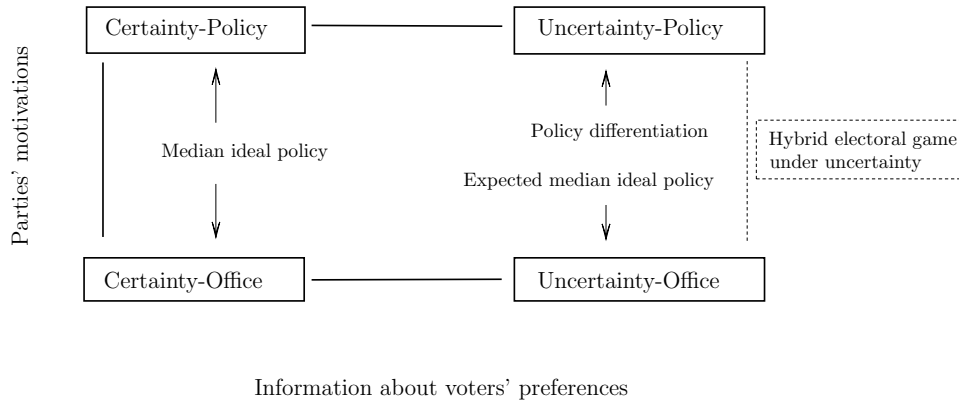 Certainty-Policy
Uncertainty-Policy
Parties' motivations
Median ideal policy
Policy differentiation
Expected median ideal policy
Hybrid electoral game
under uncertainty
Certainty-Office
Uncertainty-Office
Information about voters' preferences